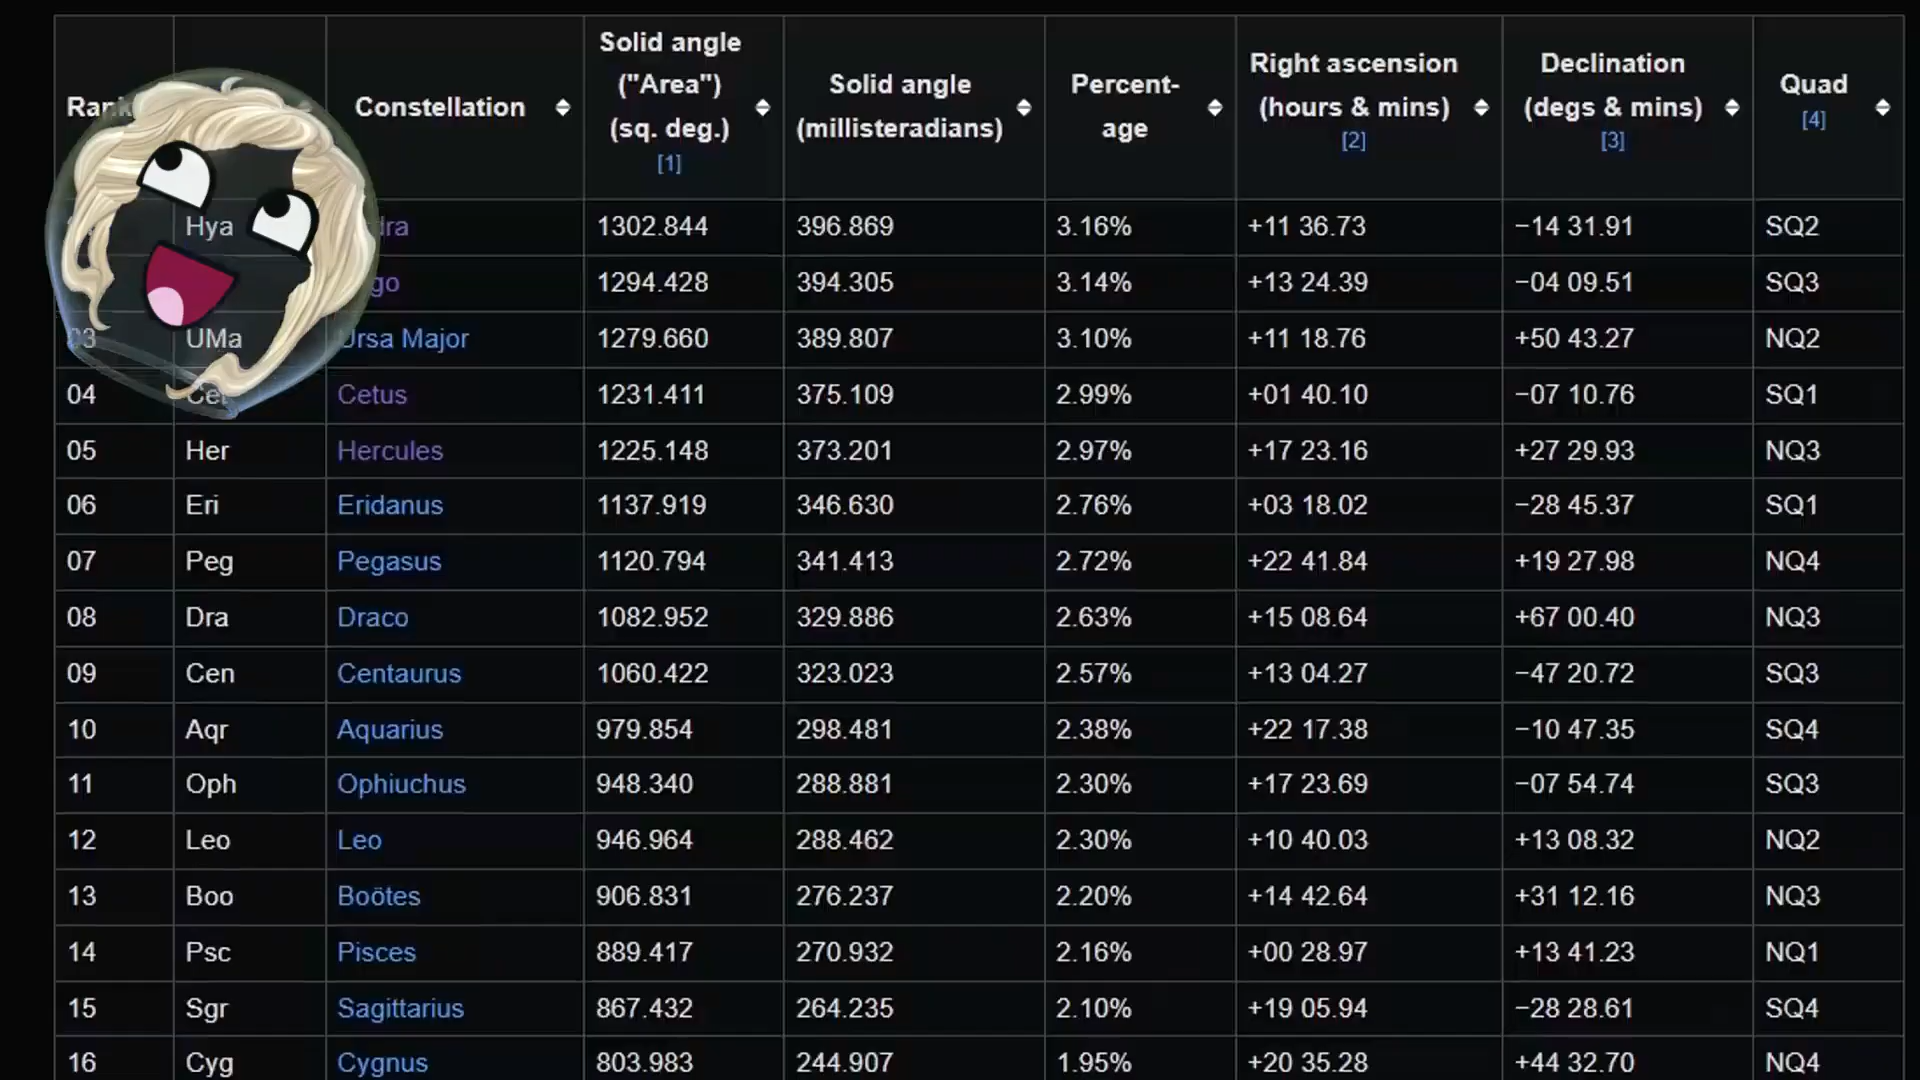 Rank Constellation Solid angle ("Area") (sq. deg.) [1] Solid angle (millisteradians) Percent-age Right ascension (hours & mins) [2] Declination (degs & mins) [3] Quad [4]
Hya 1302.844 396.869 3.16% +11 36.73 −14 31.91 SQ2
1294.428 394.305 3.14% +13 24.39 −04 09.51 SQ3
03 UMa Ursa Major 1279.660 389.807 3.10% +11 18.76 +50 43.27 NQ2
04 Cet Cetus 1231.411 375.109 2.99% +01 40.10 −07 10.76 SQ1
05 Her Hercules 1225.148 373.201 2.97% +17 23.16 +27 29.93 NQ3
06 Eri Eridanus 1137.919 346.630 2.76% +03 18.02 −28 45.37 SQ1
07 Peg Pegasus 1120.794 341.413 2.72% +22 41.84 +19 27.98 NQ4
08 Dra Draco 1082.952 329.886 2.63% +15 08.64 +67 00.40 NQ3
09 Cen Centaurus 1060.422 323.023 2.57% +13 04.27 −47 20.72 SQ3
10 Aqr Aquarius 979.854 298.481 2.38% +22 17.38 −10 47.35 SQ4
11 Oph Ophiuchus 948.340 288.881 2.30% +17 23.69 −07 54.74 SQ3
12 Leo Leo 946.964 288.462 2.30% +10 40.03 +13 08.32 NQ2
13 Boo Boötes 906.831 276.237 2.20% +14 42.64 +31 12.16 NQ3
14 Psc Pisces 889.417 270.932 2.16% +00 28.97 +13 41.23 NQ1
15 Sgr Sagittarius 867.432 264.235 2.10% +19 05.94 −28 28.61 SQ4
16 Cyg Cygnus 803.983 244.907 1.95% +20 35.28 +44 32.70 NQ4